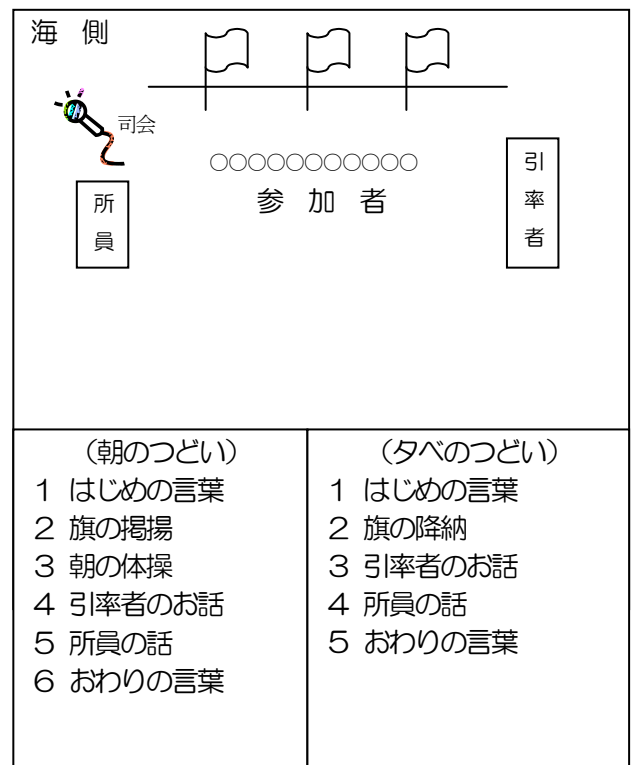 海 側
司会
○○○○○○○○○○○
参 加 者
所員
引率者
（朝のつどい）
１ はじめの言葉
２ 旗の掲揚
３ 朝の体操
４ 引率者のお話
５ 所員の話
６ おわりの言葉
（夕べのつどい）
１ はじめの言葉
２ 旗の降納
３ 引率者のお話
４ 所員の話
５ おわりの言葉